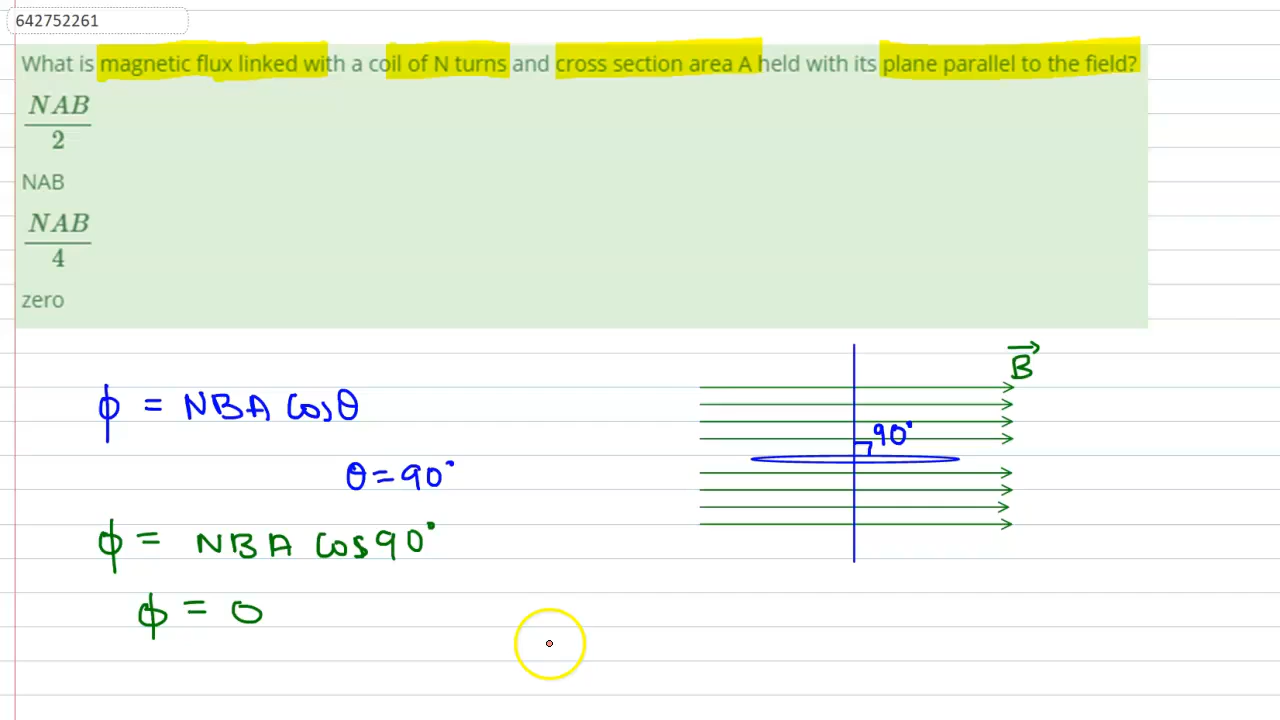 642752261
What is magnetic flux linked with a coil of N turns and cross section area A held with its plane parallel to the field?
NAB
2
NAB
NAB
4
zero
B
ϕ = NBA cosθ
90°
θ = 90°
ϕ = NBA cos90°
ϕ = 0